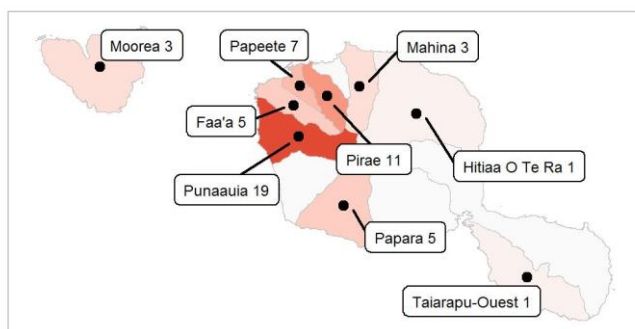 Moorea 3
Papeete 7
Mahina 3
Faa'a 5
Pirae 11
Hitiaa O Te Ra 1
Punaauia 19
Papara 5
Taiarapu-Ouest 1